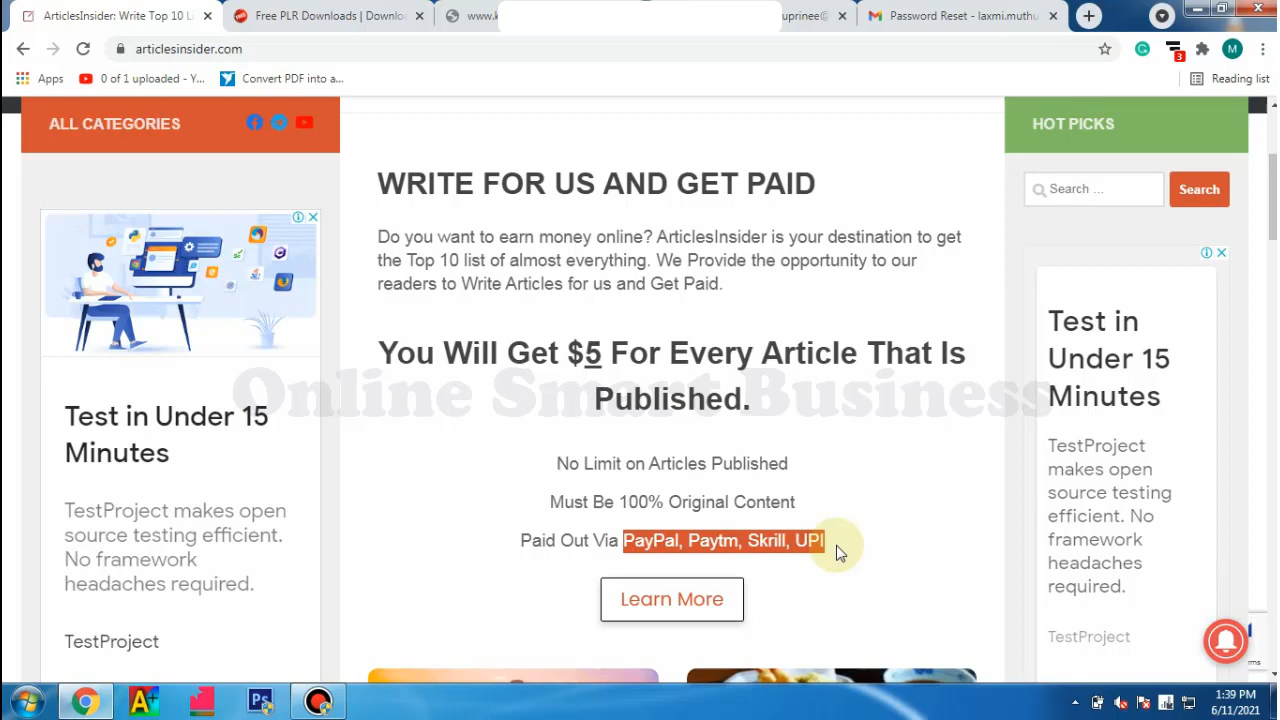 ArticlesInsider: Write Top 10 Li
Free PLR Downloads | Downlo
www.k
uprinee@
Password Reset - laxmi.muthu
articlesinsider.com
3
M
Apps
0 of 1 uploaded - Y...
Convert PDF into a...
Reading list
ALL CATEGORIES
HOT PICKS
WRITE FOR US AND GET PAID
Search ...
Search
Do you want to earn money online? ArticlesInsider is your destination to get
the Top 10 list of almost everything. We Provide the opportunity to our
readers to Write Articles for us and Get Paid.
You Will Get $5 For Every Article That Is
Published.
Online Smart Business
No Limit on Articles Published
Must Be 100% Original Content
Paid Out Via PayPal, Paytm, Skrill, UPI
Learn More
Test in Under 15
Minutes
TestProject makes open
source testing efficient.
No framework
headaches required.
TestProject
Test in
Under 15
Minutes
TestProject
makes open
source testing
efficient. No
framework
headaches
required.
TestProject
1:39 PM
6/11/2021